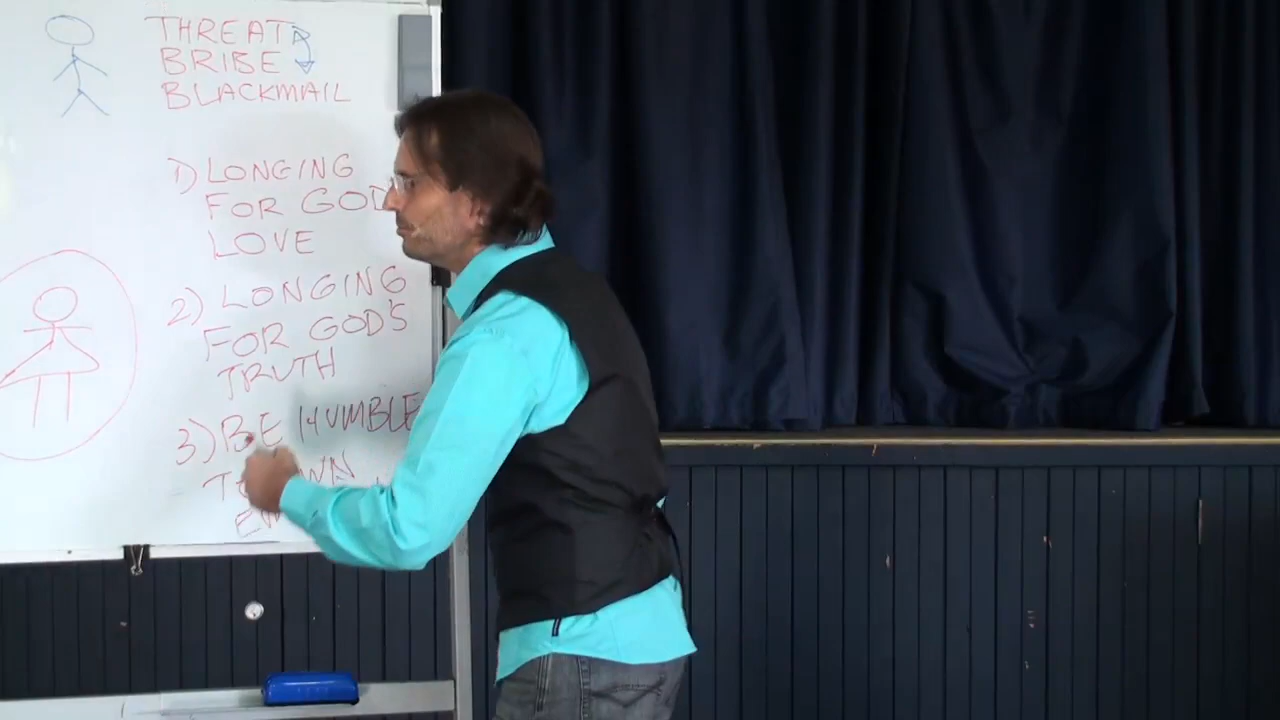 THREAT
BRIBE
BLACKMAIL
1) LONGING
FOR GOD
LOVE
2) LONGING
FOR GOD'S
TRUTH
3) BE HUMBLE